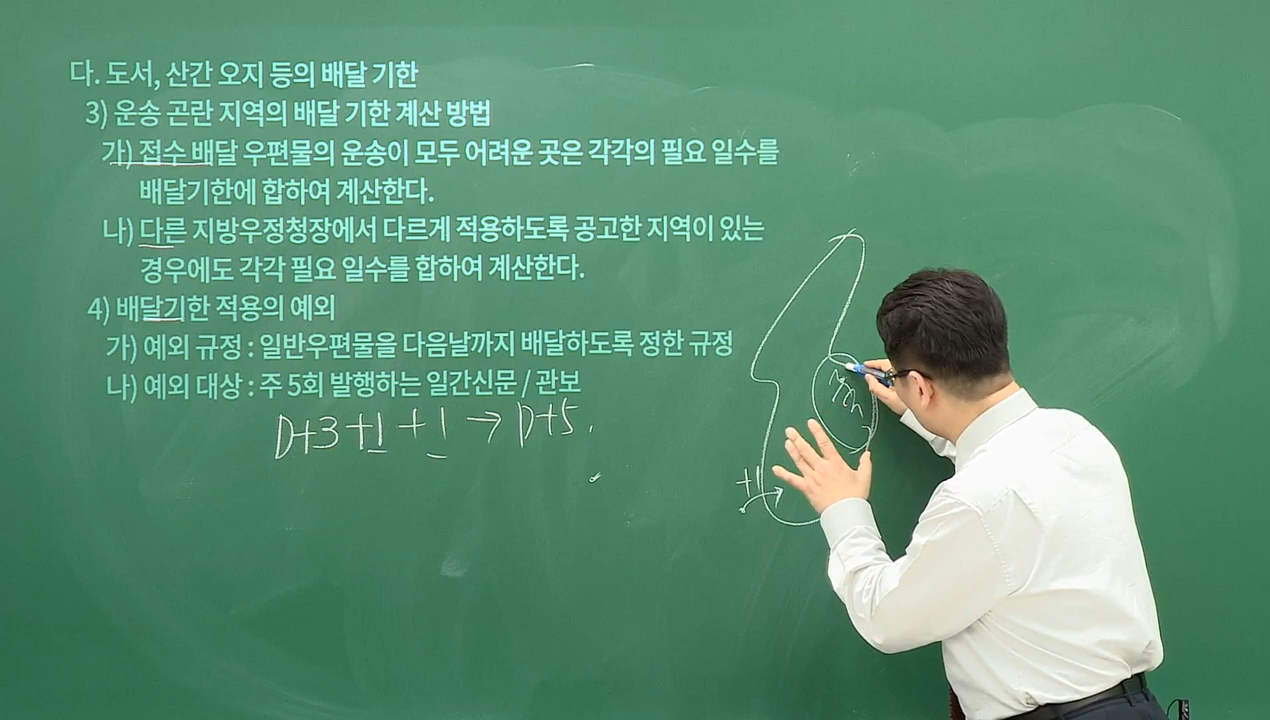 다. 도서, 산간 오지 등의 배달 기한
3) 운송 곤란 지역의 배달 기한 계산 방법
가) 접수 배달 우편물의 운송이 모두 어려운 곳은 각각의 필요 일수를
배달기한에 합하여 계산한다.
나) 다른 지방우정청장에서 다르게 적용하도록 공고한 지역이 있는
경우에도 각각 필요 일수를 합하여 계산한다.
4) 배달기한 적용의 예외
가) 예외 규정 : 일반우편물을 다음날까지 배달하도록 정한 규정
나) 예외 대상 : 주 5회 발행하는 일간신문 / 관보
D+3 +1 +1 → D+5.
+1